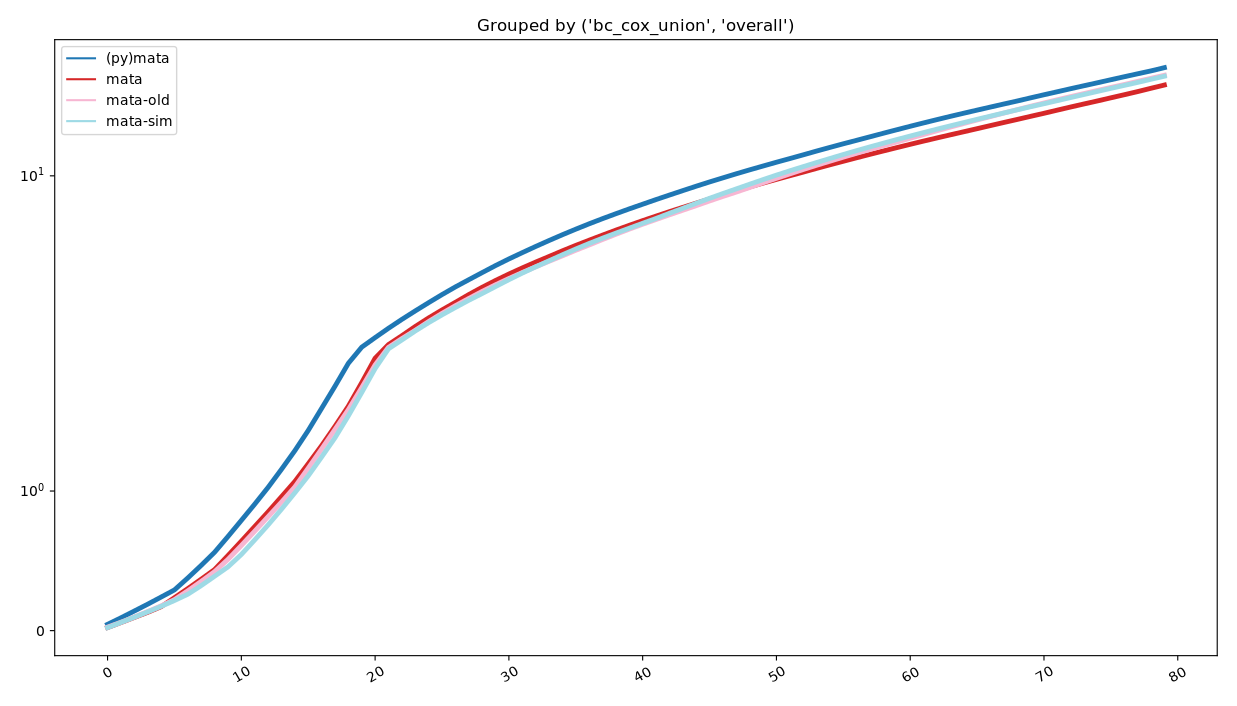 Grouped by ('bc_cox_union', 'overall')
(py)mata
mata
mata-old
mata-sim
10¹
10⁰
0
0 10 20 30 40 50 60 70 80